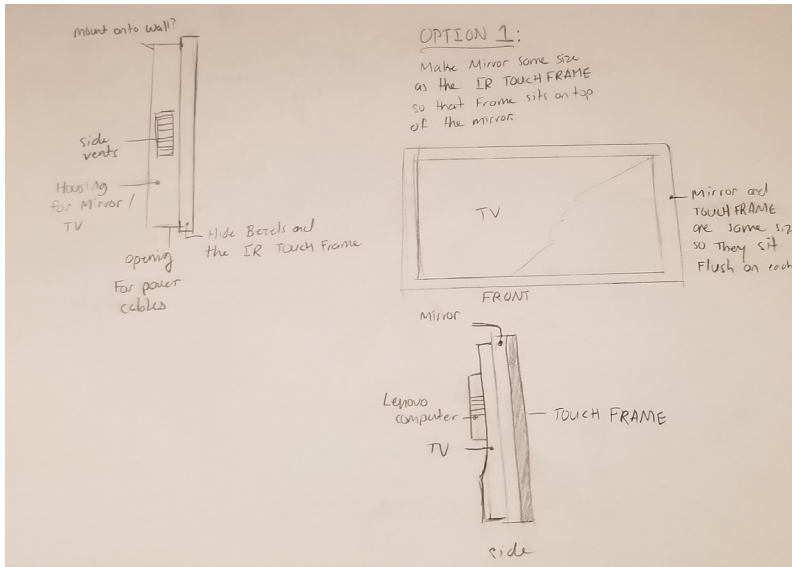 mount onto wall?
side
vents
Housing
for Mirror /
TV
opening
For power
cables
Hide Bezels and
the IR TOUCH Frame
OPTION 1:
Make Mirror same size
as the IR TOUCH FRAME
so that Frame sits on top
of the mirror
TV
Mirror and
TOUCH FRAME
are same siz
so They sit
Flush on each
FRONT
Mirror
Lenovo
computer
TV
TOUCH FRAME
side